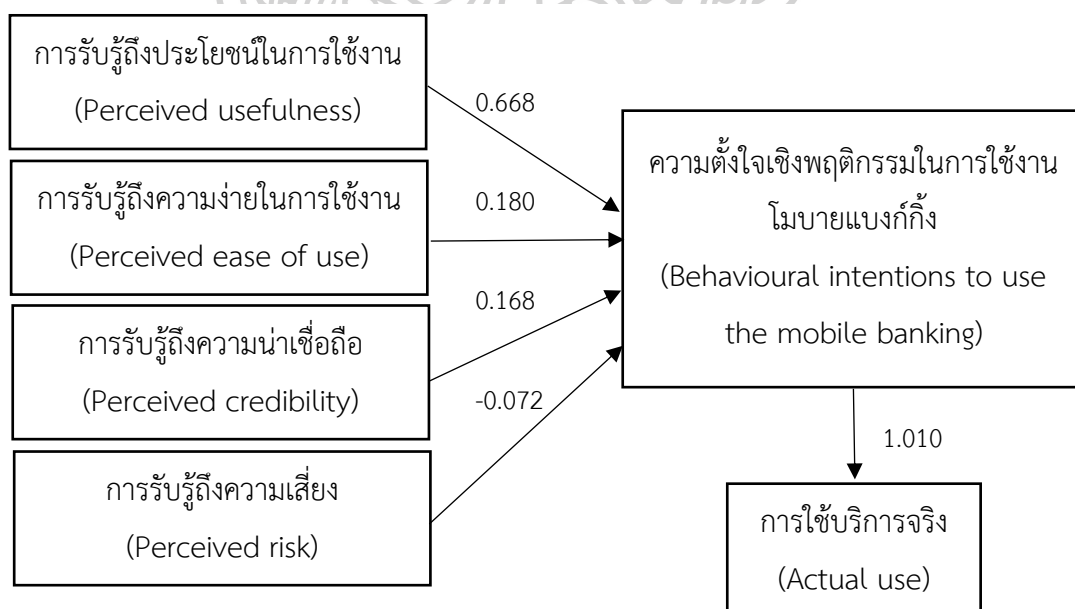 การรับรู้ถึงประโยชน์ในการใช้งาน
(Perceived usefulness)
0.668
การรับรู้ถึงความง่ายในการใช้งาน
(Perceived ease of use)
0.180
การรับรู้ถึงความน่าเชื่อถือ
(Perceived credibility)
0.168
การรับรู้ถึงความเสี่ยง
(Perceived risk)
-0.072
ความตั้งใจเชิงพฤติกรรมในการใช้งาน
โมบายแบงก์กิ้ง
(Behavioural intentions to use
the mobile banking)
1.010
การใช้บริการจริง
(Actual use)